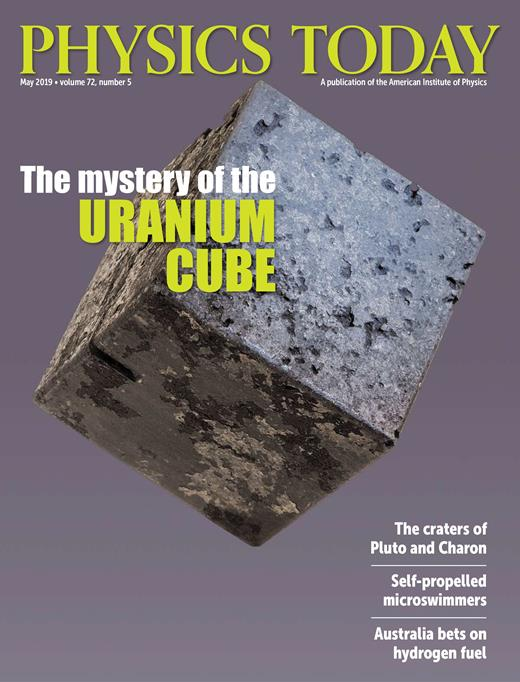 PHYSICS TODAY
May 2019 • volume 72, number 5
A publication of the American Institute of Physics
The mystery of the
URANIUM
CUBE
The craters of
Pluto and Charon
Self-propelled
microswimmers
Australia bets on
hydrogen fuel